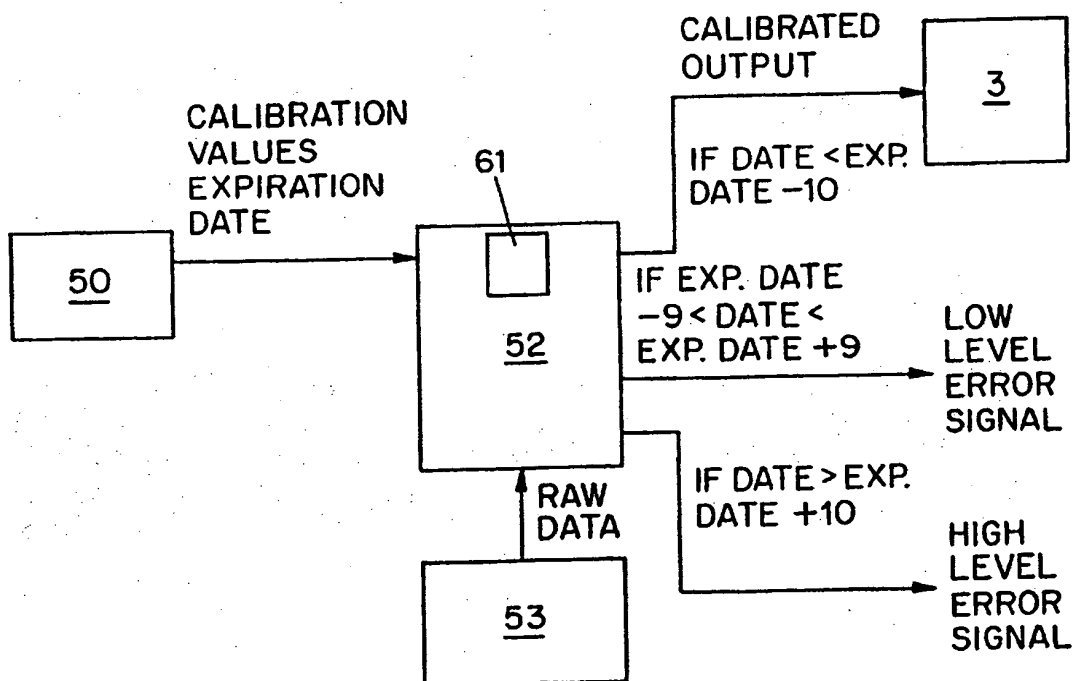 CALIBRATED
OUTPUT
3
CALIBRATION
VALUES
EXPIRATION
DATE
61
IF DATE < EXP.
DATE -10
50
52
IF EXP. DATE
-9 < DATE <
EXP. DATE +9
LOW
LEVEL
ERROR
SIGNAL
IF DATE > EXP.
DATE +10
RAW
DATA
53
HIGH
LEVEL
ERROR
SIGNAL